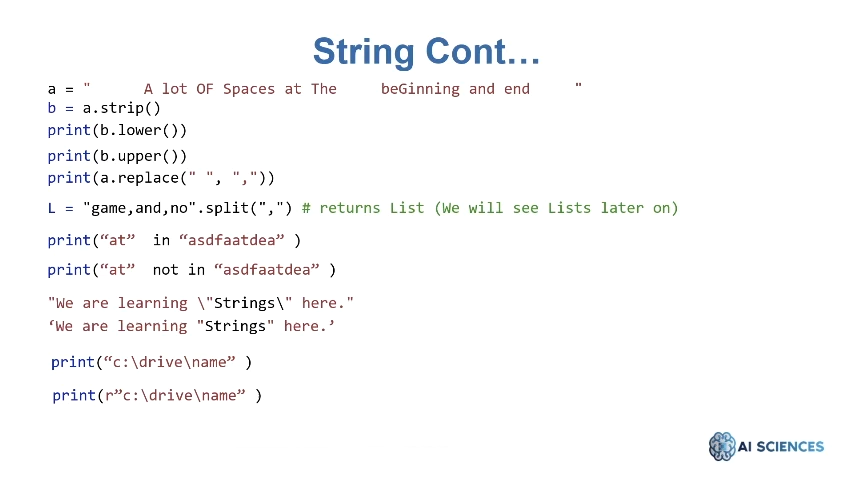 String Cont…
a = "      A lot OF Spaces at The     beGinning and end     "
b = a.strip()
print(b.lower())
print(b.upper())
print(a.replace(" ", ","))
L = "game,and,no".split(",") # returns List (We will see Lists later on)
print(“at”  in “asdfaatdea” )
print(“at”  not in “asdfaatdea” )
"We are learning \"Strings\" here."
‘We are learning "Strings" here.’
print(“c:\drive\name” )
print(r”c:\drive\name” )
AI SCIENCES